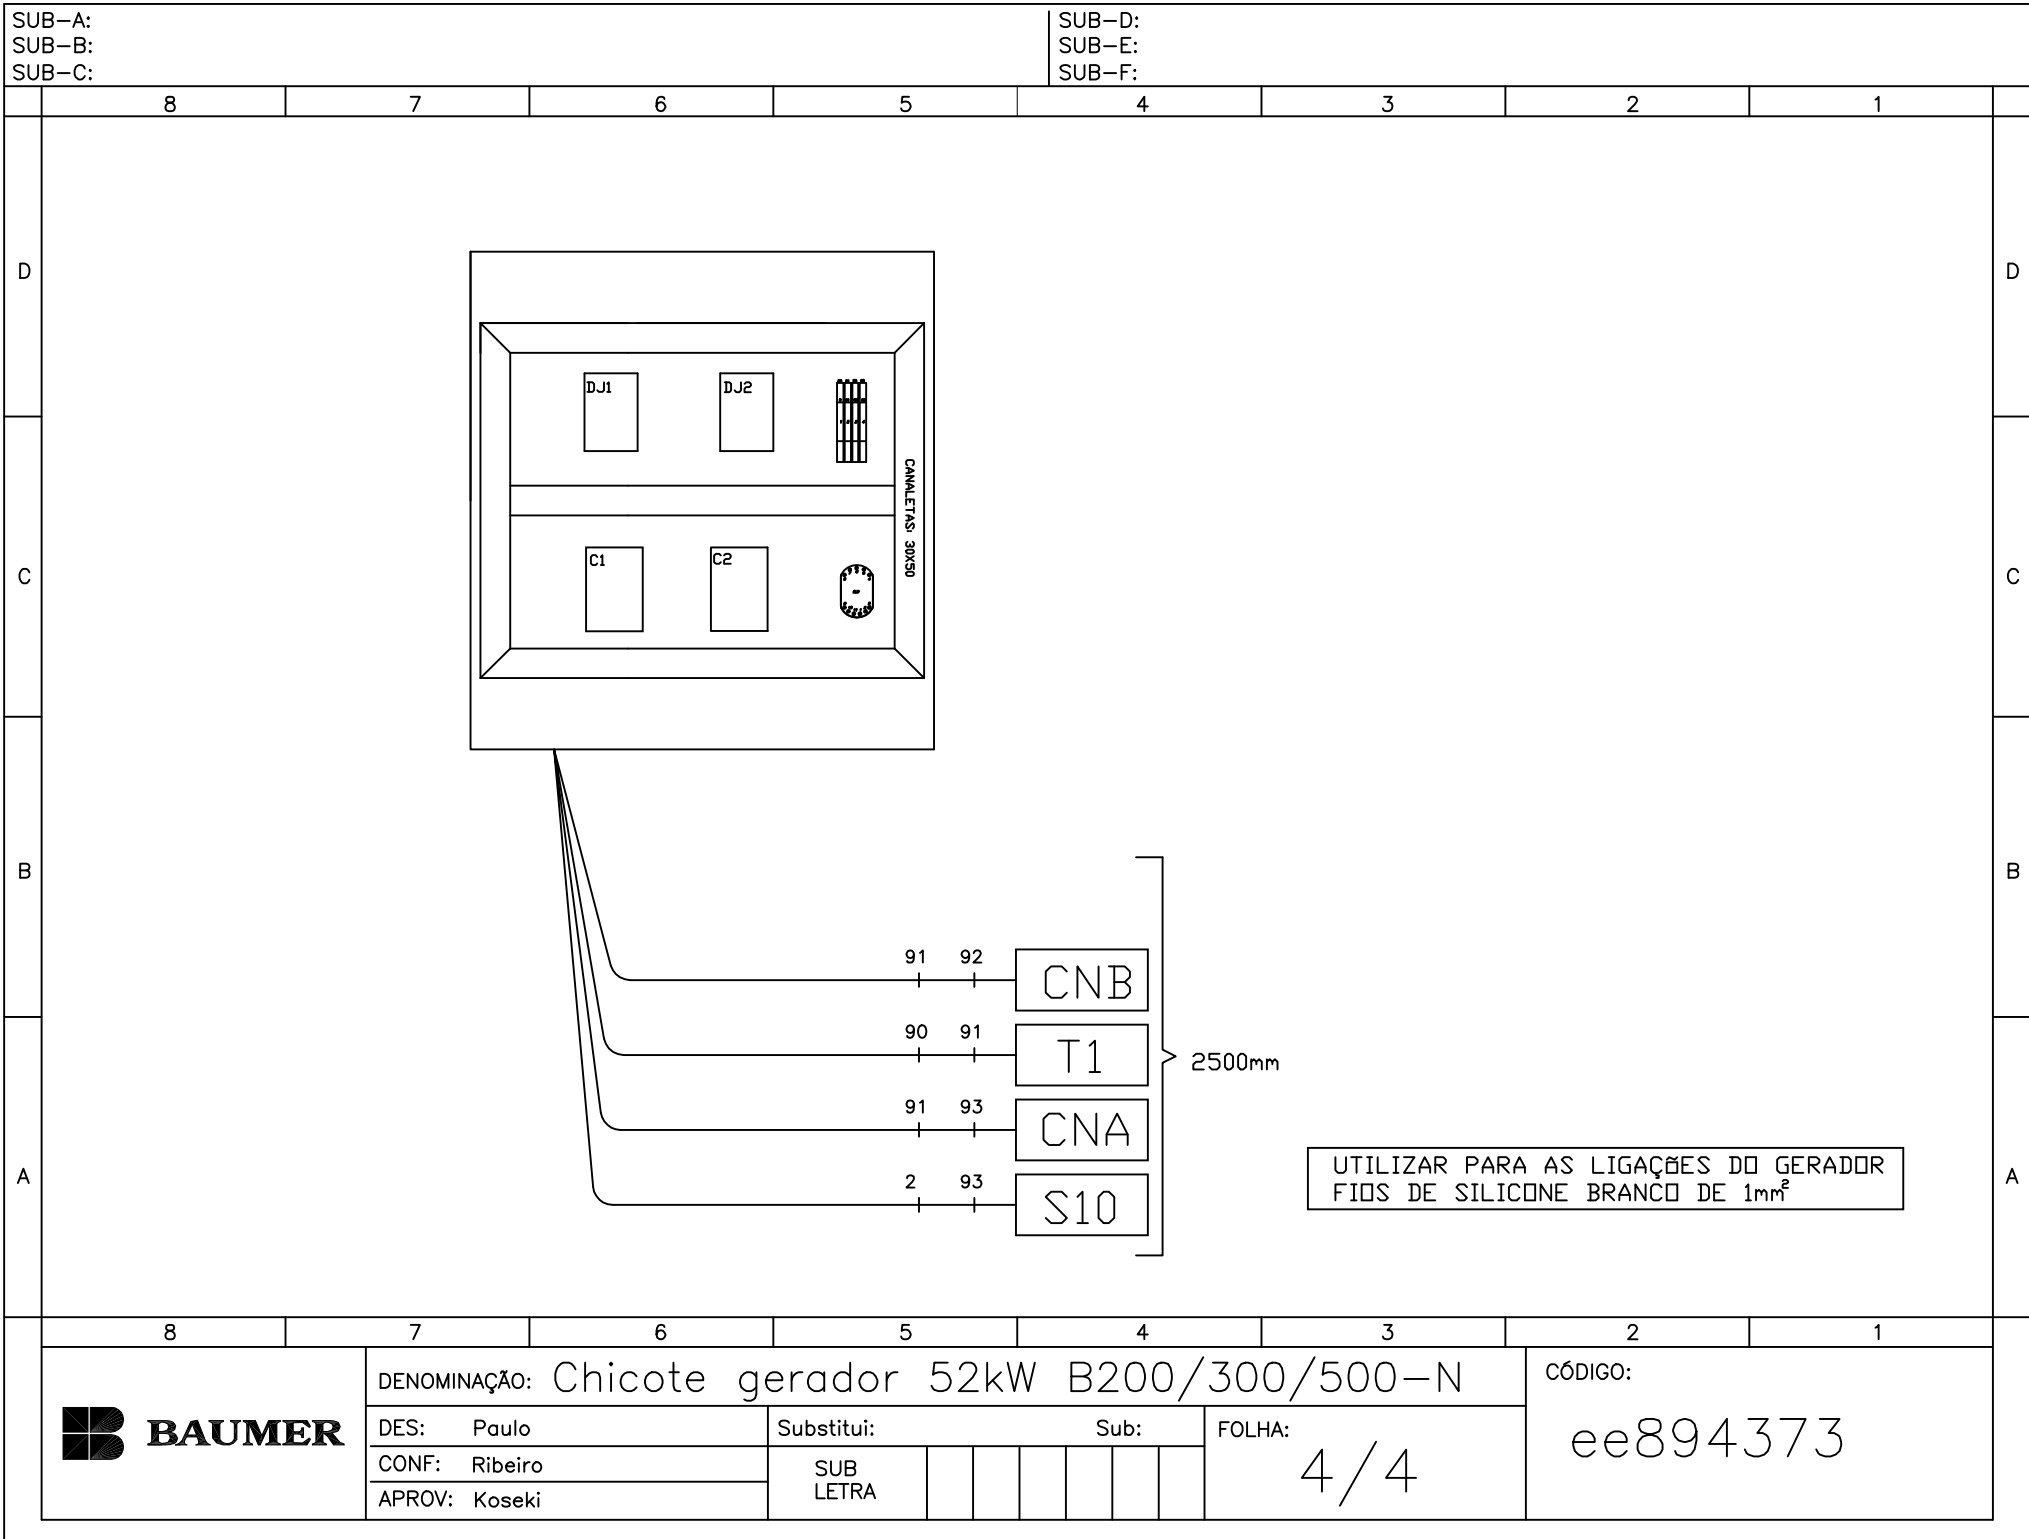 SUB-A:
SUB-B:
SUB-C:
SUB-D:
SUB-E:
SUB-F:
8 7 6 5 4 3 2 1
D D
C C
B B
A A
DJ1 DJ2
CANALETAS: 30X50
C1 C2
91 92 CNB
90 91 T1
91 93 CNA
2 93 S10
2500mm
UTILIZAR PARA AS LIGAÇÕES DO GERADOR
FIOS DE SILICONE BRANCO DE 1mm²
8 7 6 5 4 3 2 1
BAUMER
DENOMINAÇÃO: Chicote gerador 52kW B200/300/500-N
DES: Paulo
CONF: Ribeiro
APROV: Koseki
Substitui: Sub:
SUB
LETRA
FOLHA:
4/4
CÓDIGO:
ee894373